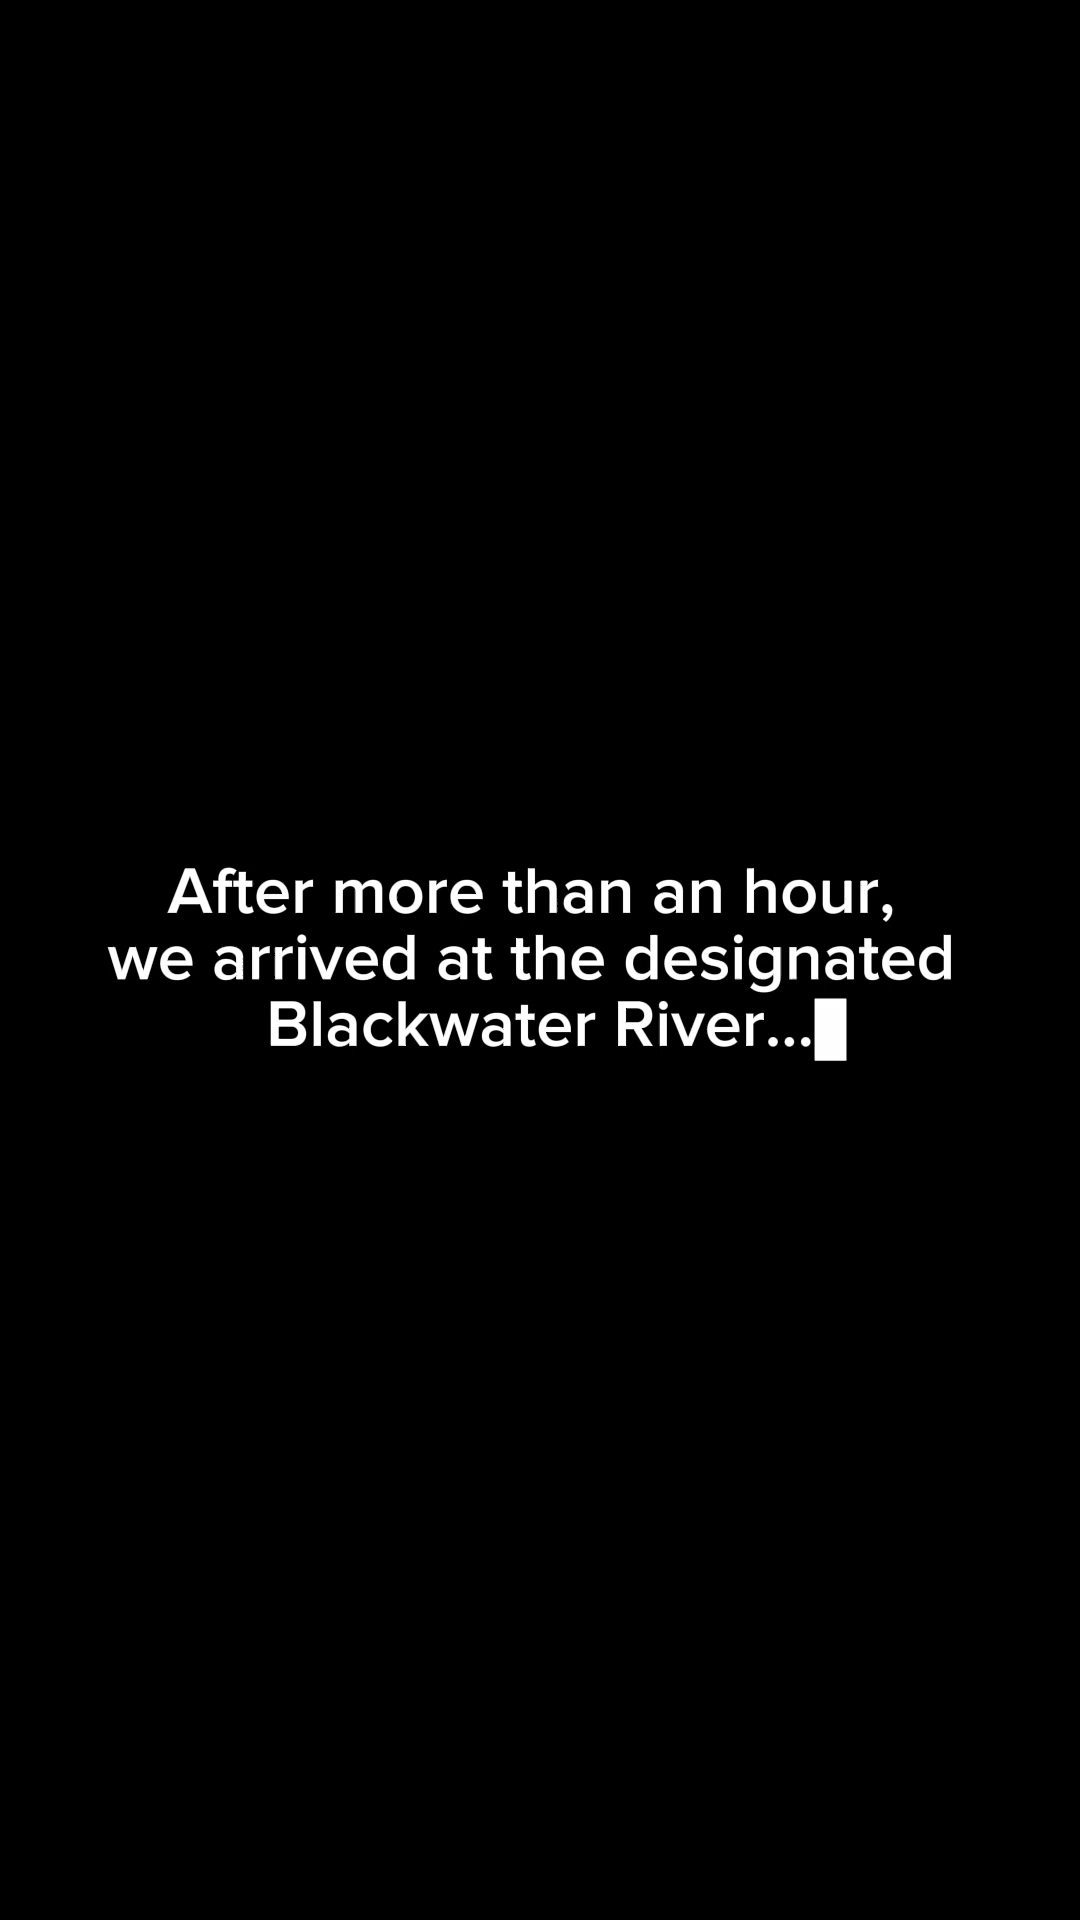 After more than an hour,
we arrived at the designated
Blackwater River...